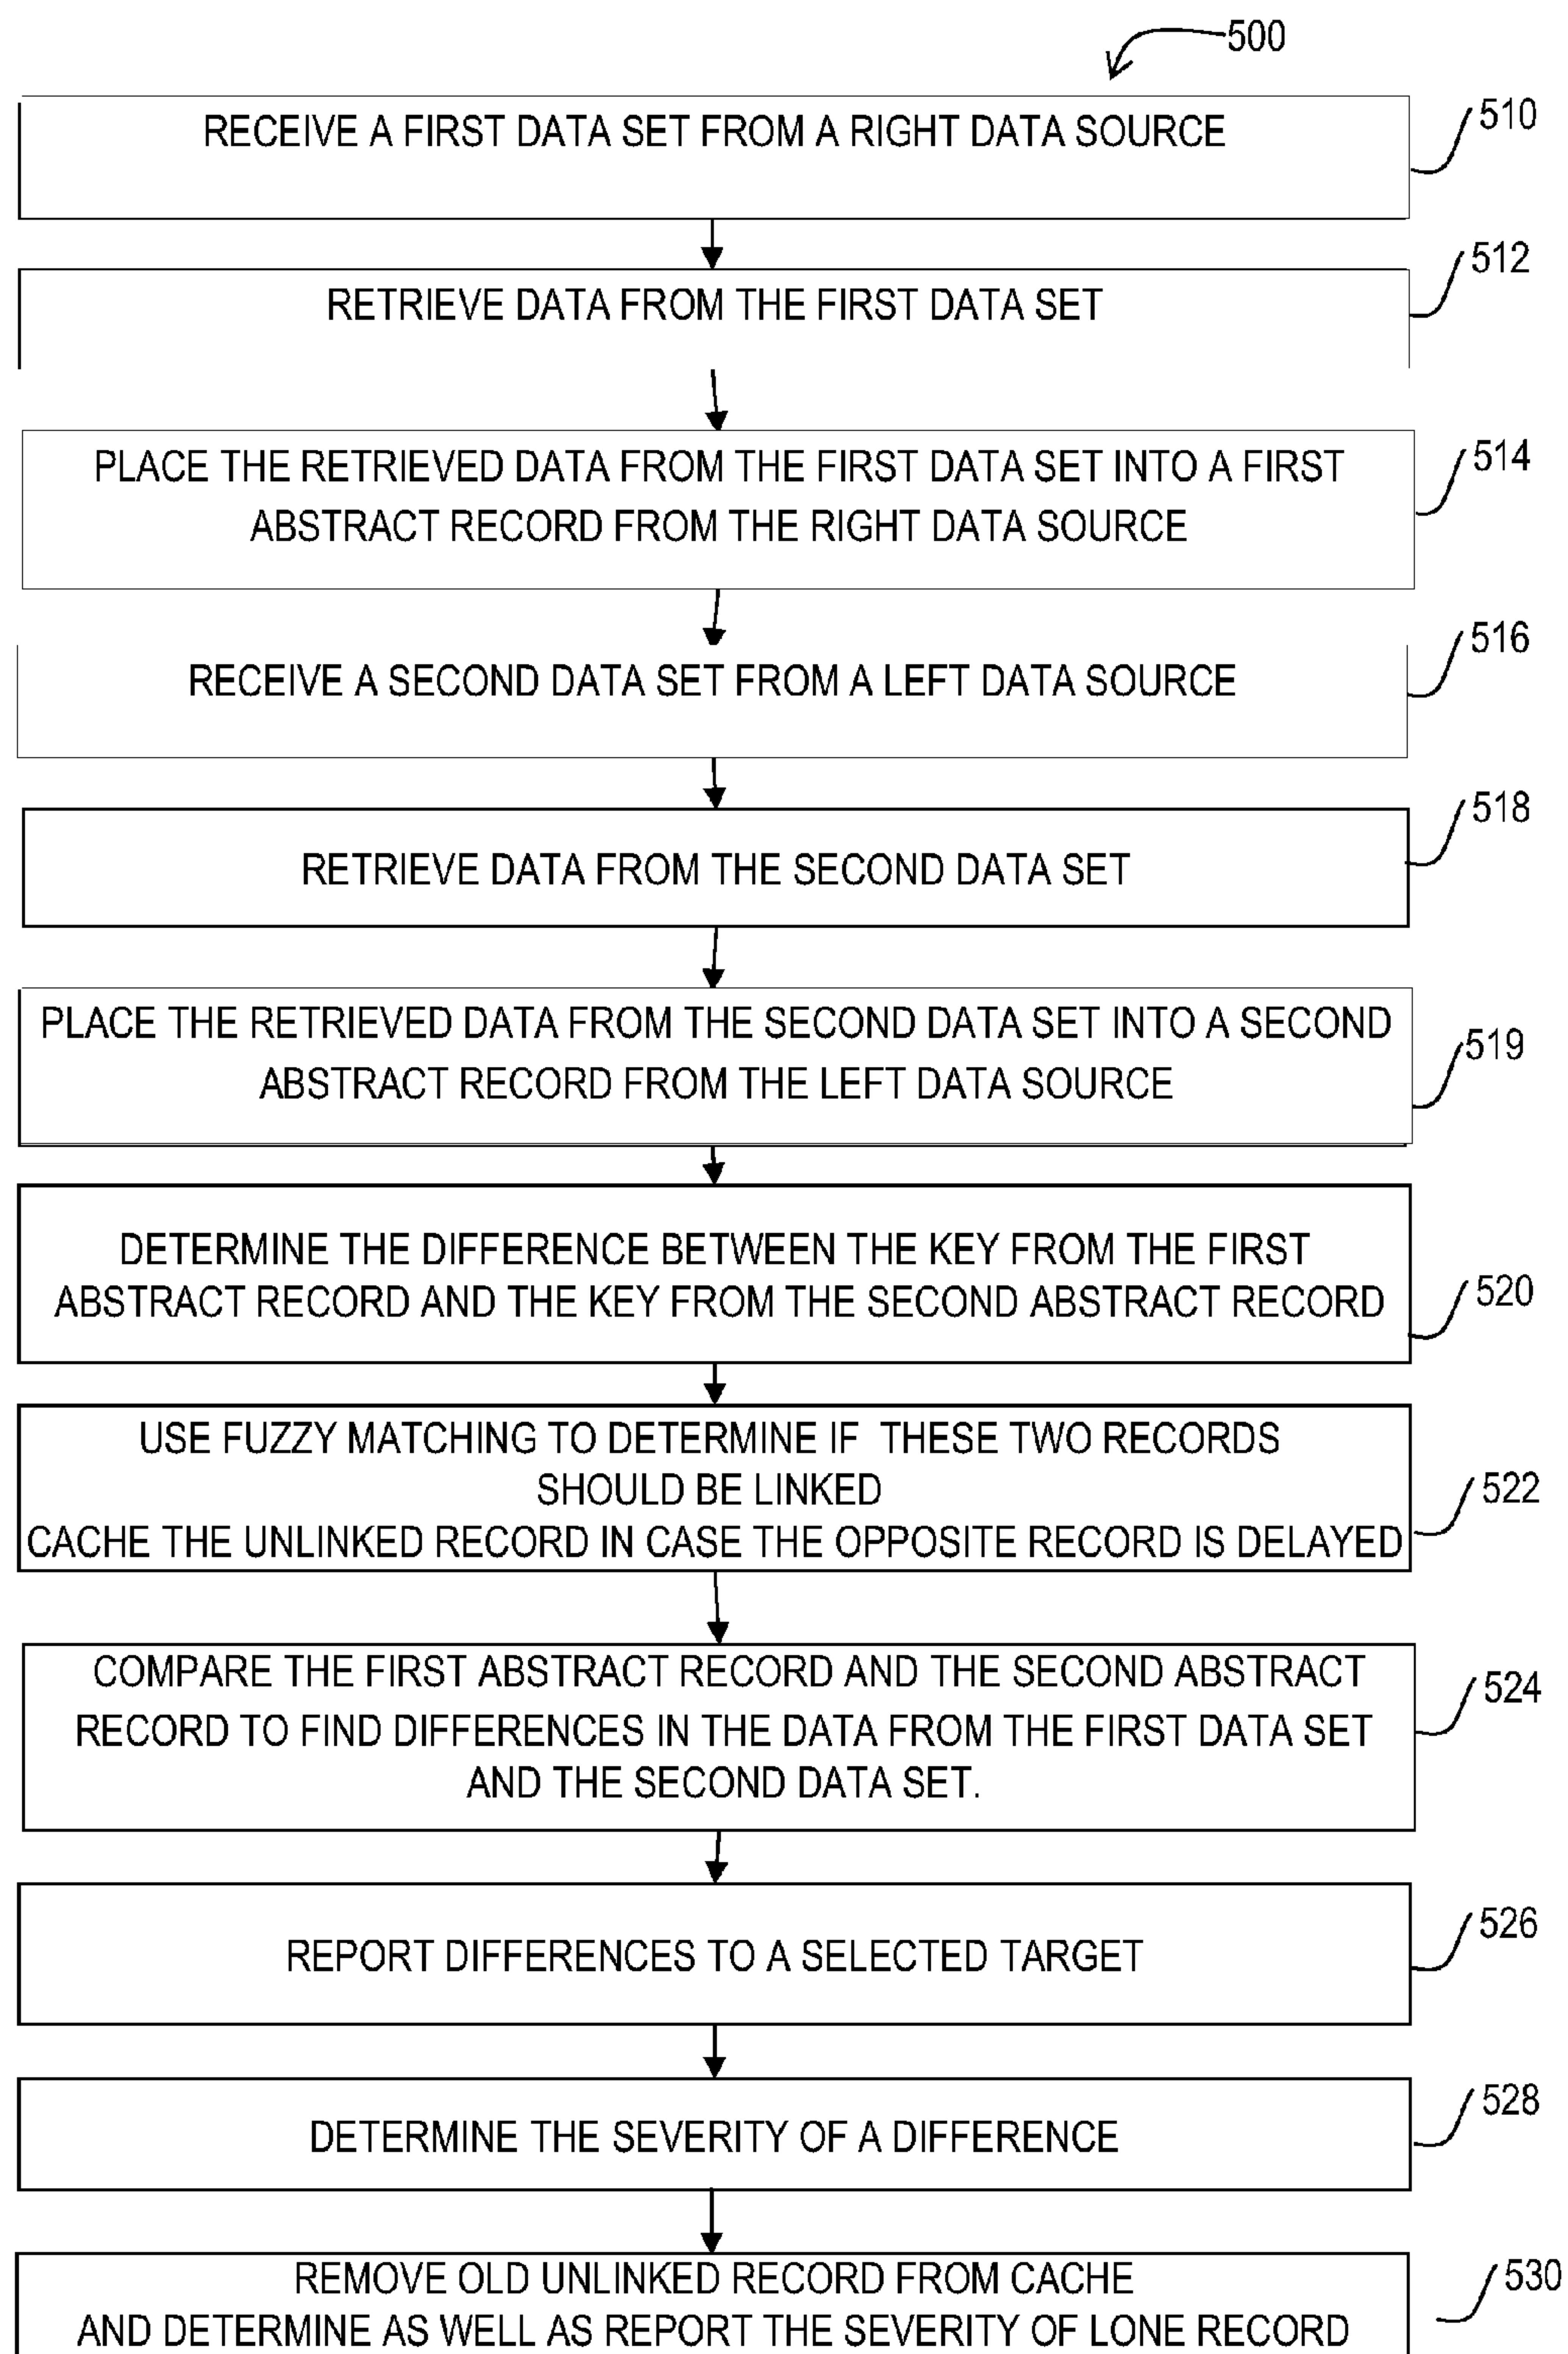 500
RECEIVE A FIRST DATA SET FROM A RIGHT DATA SOURCE
510
RETRIEVE DATA FROM THE FIRST DATA SET
512
PLACE THE RETRIEVED DATA FROM THE FIRST DATA SET INTO A FIRST
ABSTRACT RECORD FROM THE RIGHT DATA SOURCE
514
RECEIVE A SECOND DATA SET FROM A LEFT DATA SOURCE
516
RETRIEVE DATA FROM THE SECOND DATA SET
518
PLACE THE RETRIEVED DATA FROM THE SECOND DATA SET INTO A SECOND
ABSTRACT RECORD FROM THE LEFT DATA SOURCE
519
DETERMINE THE DIFFERENCE BETWEEN THE KEY FROM THE FIRST
ABSTRACT RECORD AND THE KEY FROM THE SECOND ABSTRACT RECORD
520
USE FUZZY MATCHING TO DETERMINE IF THESE TWO RECORDS
SHOULD BE LINKED
CACHE THE UNLINKED RECORD IN CASE THE OPPOSITE RECORD IS DELAYED
522
COMPARE THE FIRST ABSTRACT RECORD AND THE SECOND ABSTRACT
RECORD TO FIND DIFFERENCES IN THE DATA FROM THE FIRST DATA SET
AND THE SECOND DATA SET.
524
REPORT DIFFERENCES TO A SELECTED TARGET
526
DETERMINE THE SEVERITY OF A DIFFERENCE
528
REMOVE OLD UNLINKED RECORD FROM CACHE
AND DETERMINE AS WELL AS REPORT THE SEVERITY OF LONE RECORD
530